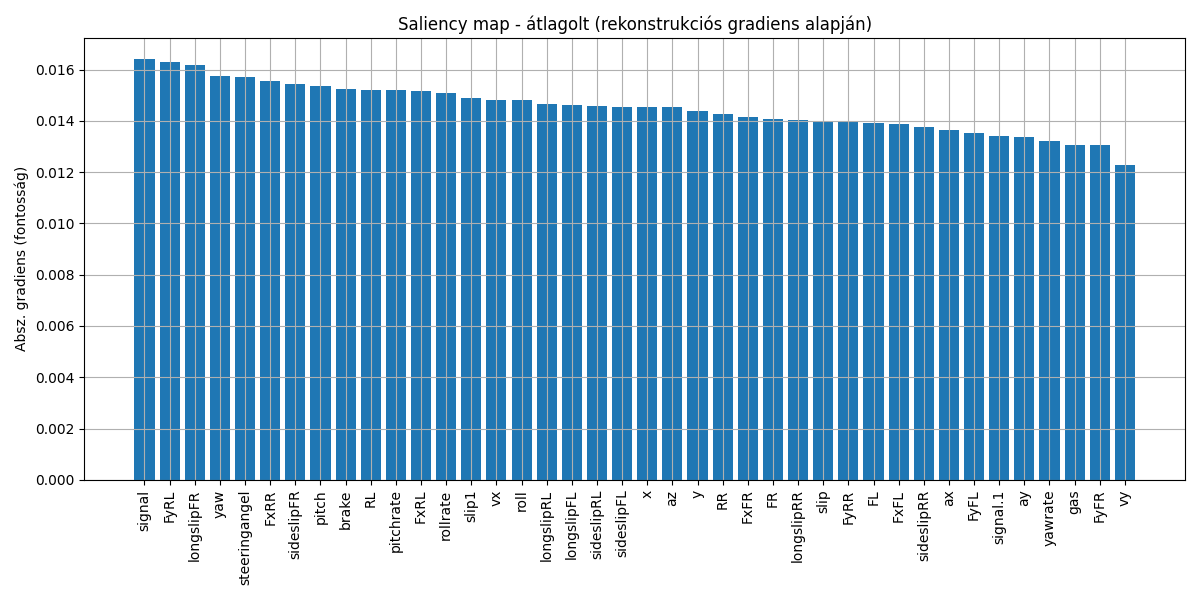 Saliency map - átlagolt (rekonstrukciós gradiens alapján)
Absz. gradiens (fontosság)
0.016
0.014
0.012
0.010
0.008
0.006
0.004
0.002
0.000
signal
FyRL
longslipFR
yaw
steeringangel
FxRR
sideslipFR
pitch
brake
RL
pitchrate
FxRL
rollrate
slip1
vx
roll
longslipRL
longslipFL
sideslipRL
sideslipFL
x
az
y
RR
FxFR
FR
longslipRR
slip
FyRR
FL
FxFL
sideslipRR
ax
FyFL
signal.1
ay
yawrate
gas
FyFR
vy